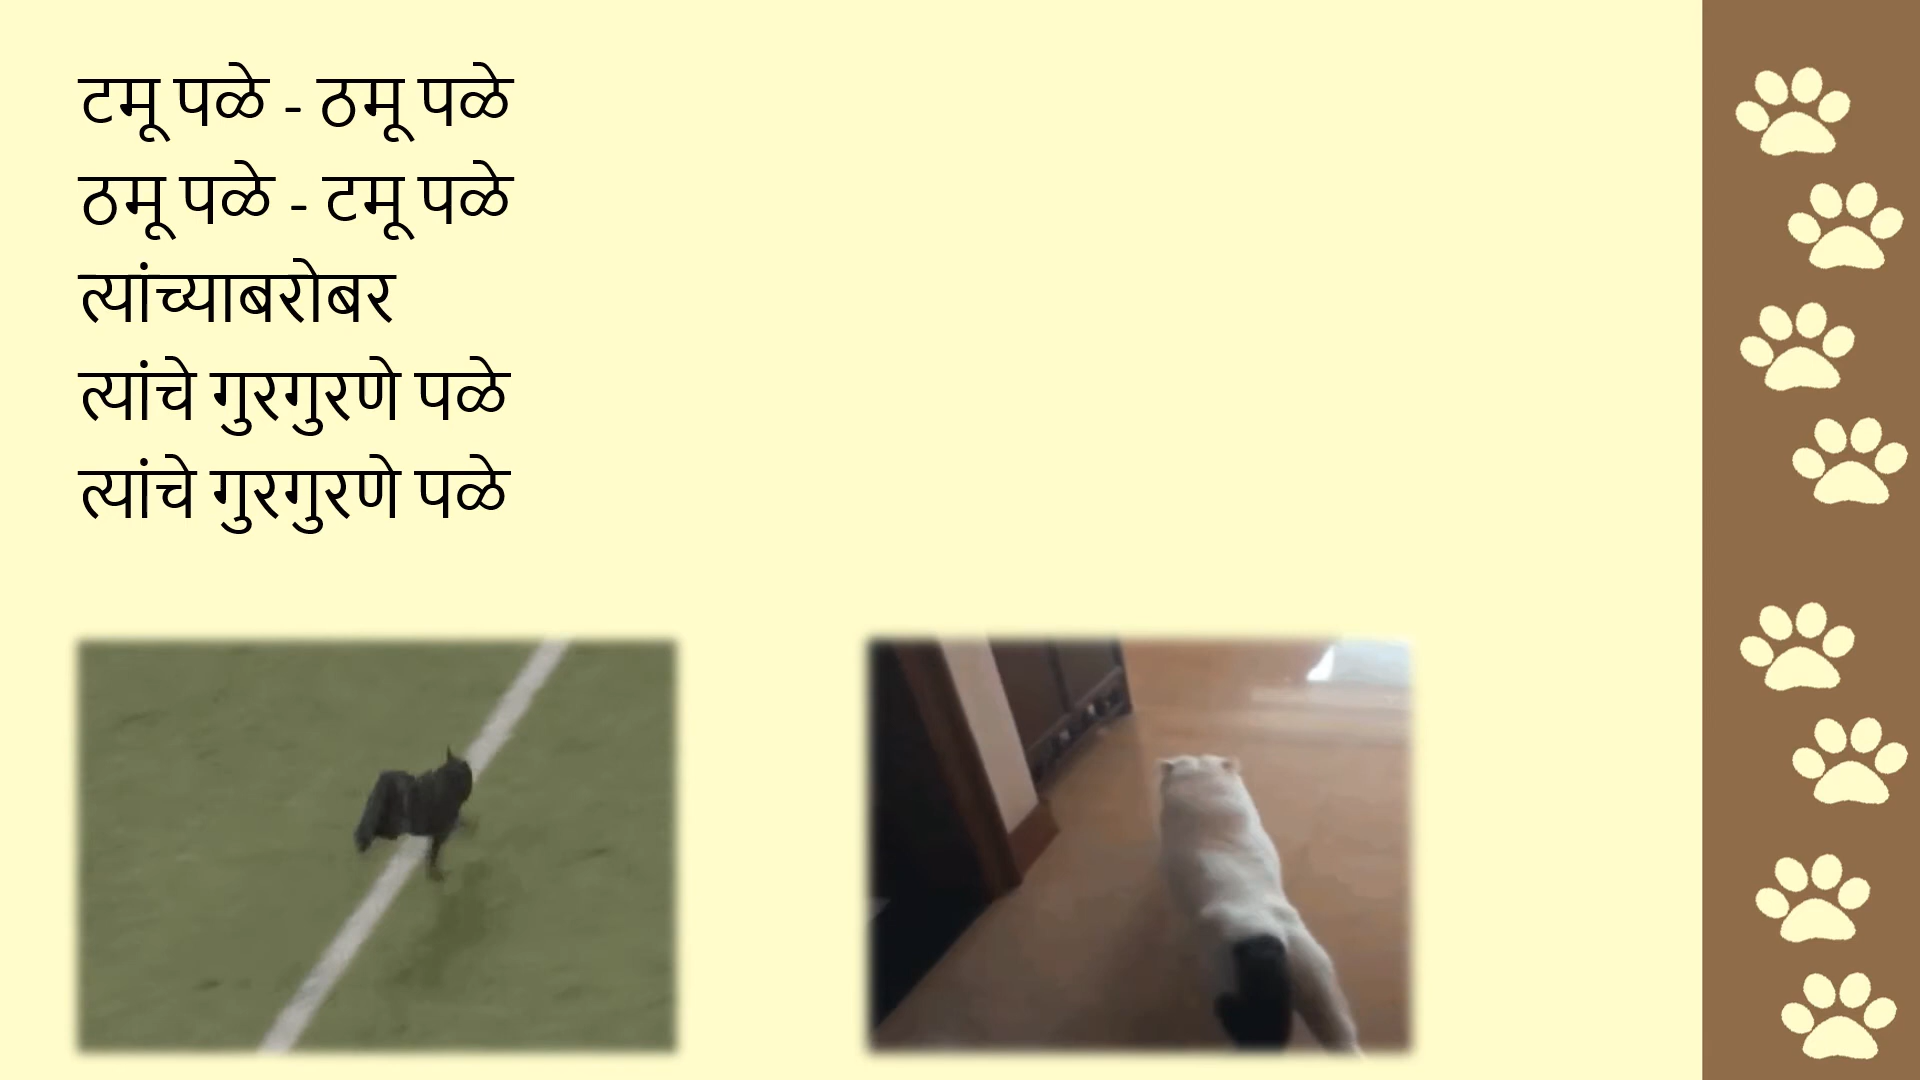 टमू पळे - ठमू पळे
ठमू पळे - टमू पळे
त्यांच्याबरोबर
त्यांचे गुरगुरणे पळे
त्यांचे गुरगुरणे पळे